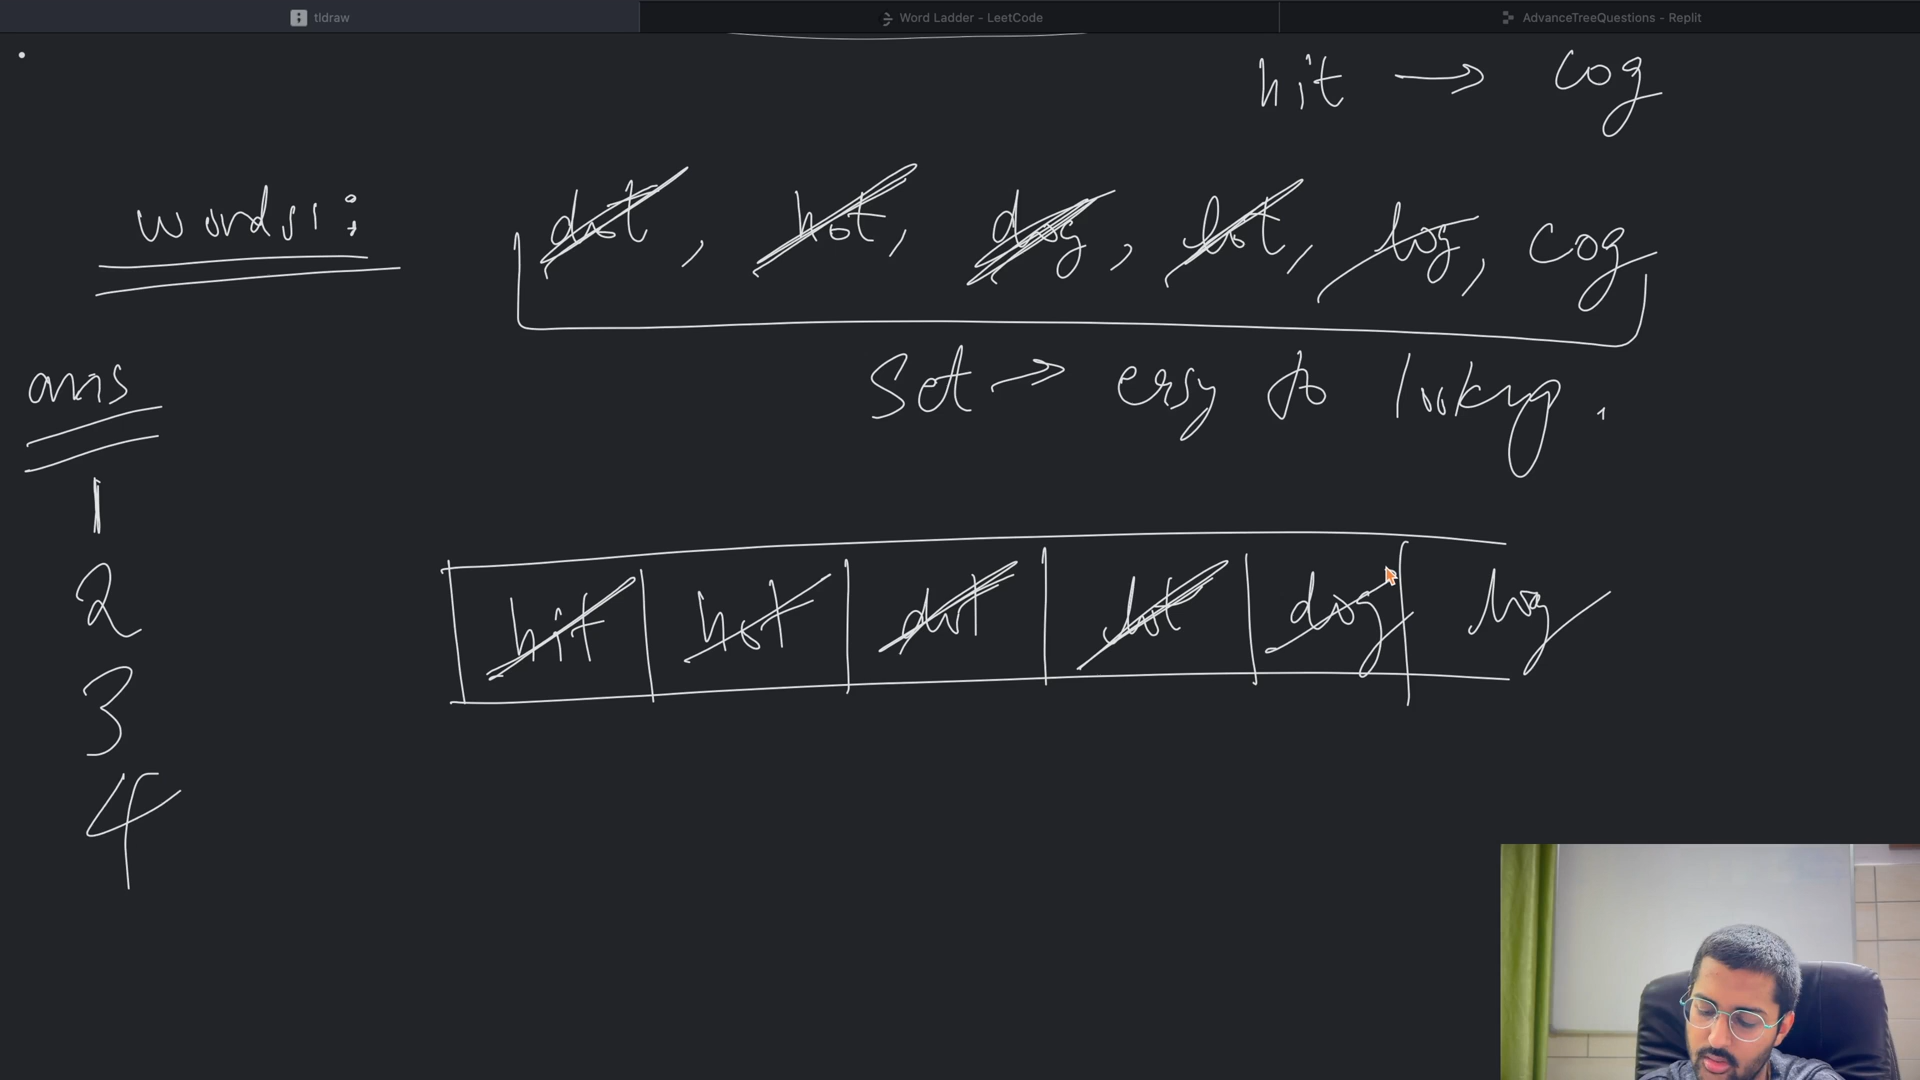 tldraw
Word Ladder - LeetCode
AdvanceTreeQuestions - Replit
hit → cog
words:
dot, hot, dog, lot, log, cog
ans
Set → easy to lookup.
1
hit hot dot lot dog log
2
3
4